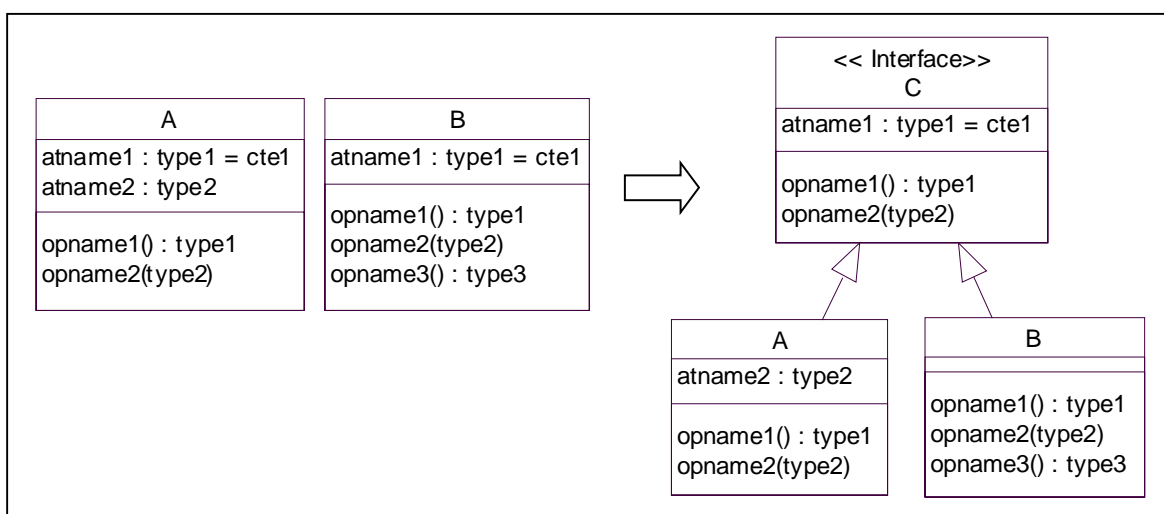 A
atname1 : type1 = cte1
atname2 : type2
opname1() : type1
opname2(type2)
B
atname1 : type1 = cte1
opname1() : type1
opname2(type2)
opname3() : type3
<< Interface>>
C
atname1 : type1 = cte1
opname1() : type1
opname2(type2)
A
atname2 : type2
opname1() : type1
opname2(type2)
B
opname1() : type1
opname2(type2)
opname3() : type3